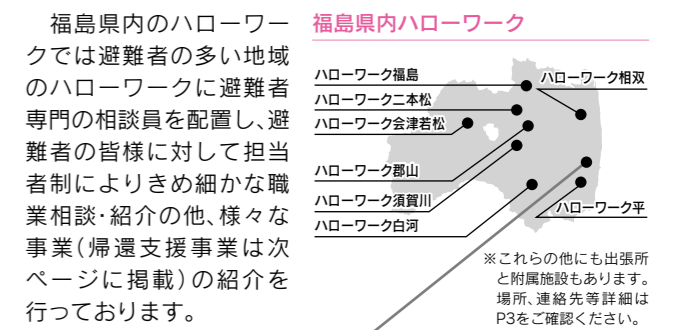 福島県内のハローワー
クでは避難者の多い地域
のハローワークに避難者
専門の相談員を配置し、避
難者の皆様に対して担当
者制によりきめ細かな職
業相談・紹介の他、様々な
事業(帰還支援事業は次
ページに掲載)の紹介を
行っております。
福島県内ハローワーク
ハローワーク福島
ハローワーク相双
ハローワーク二本松
ハローワーク会津若松
ハローワーク郡山
ハローワーク須賀川
ハローワーク平
ハローワーク白河
※これらの他にも出張所
と附属施設もあります。
場所、連絡先等詳細は
P3をご確認ください。